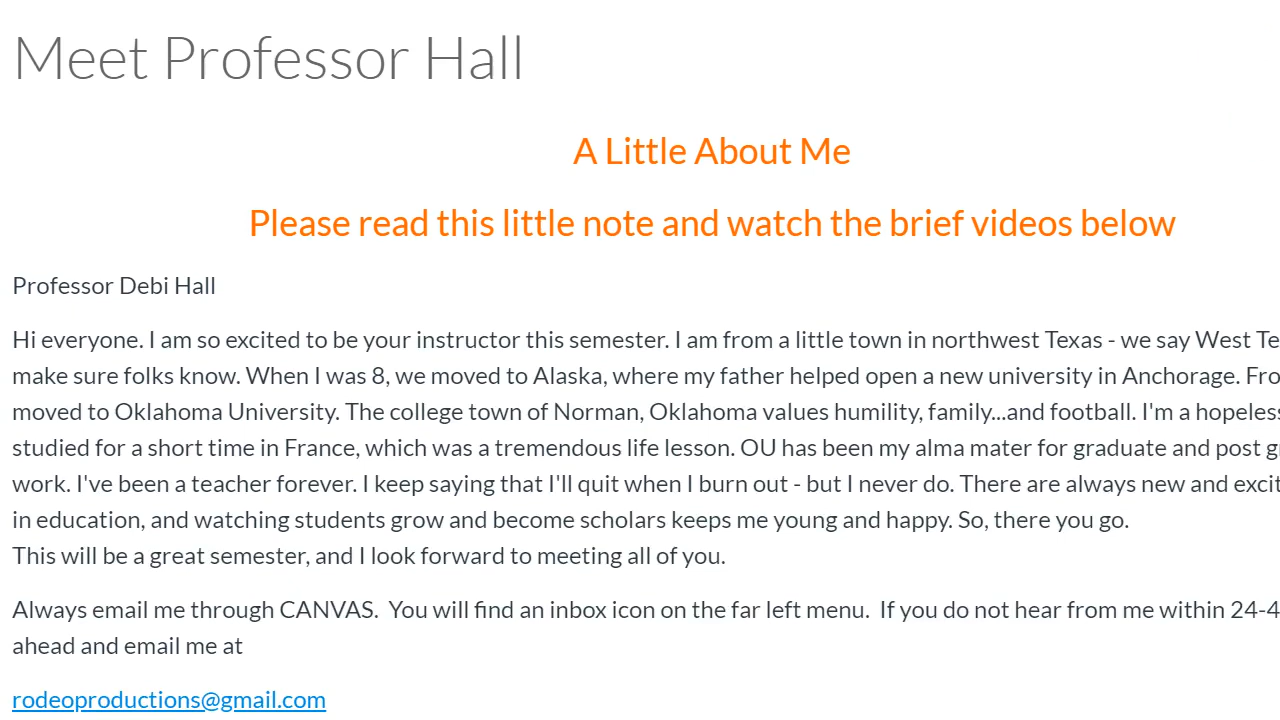 Meet Professor Hall
A Little About Me
Please read this little note and watch the brief videos below
Professor Debi Hall
Hi everyone. I am so excited to be your instructor this semester. I am from a little town in northwest Texas - we say West Te
make sure folks know. When I was 8, we moved to Alaska, where my father helped open a new university in Anchorage. Fro
moved to Oklahoma University. The college town of Norman, Oklahoma values humility, family...and football. I'm a hopeles
studied for a short time in France, which was a tremendous life lesson. OU has been my alma mater for graduate and post g
work. I've been a teacher forever. I keep saying that I'll quit when I burn out - but I never do. There are always new and excit
in education, and watching students grow and become scholars keeps me young and happy. So, there you go.
This will be a great semester, and I look forward to meeting all of you.
Always email me through CANVAS. You will find an inbox icon on the far left menu. If you do not hear from me within 24-4
ahead and email me at
rodeoproductions@gmail.com